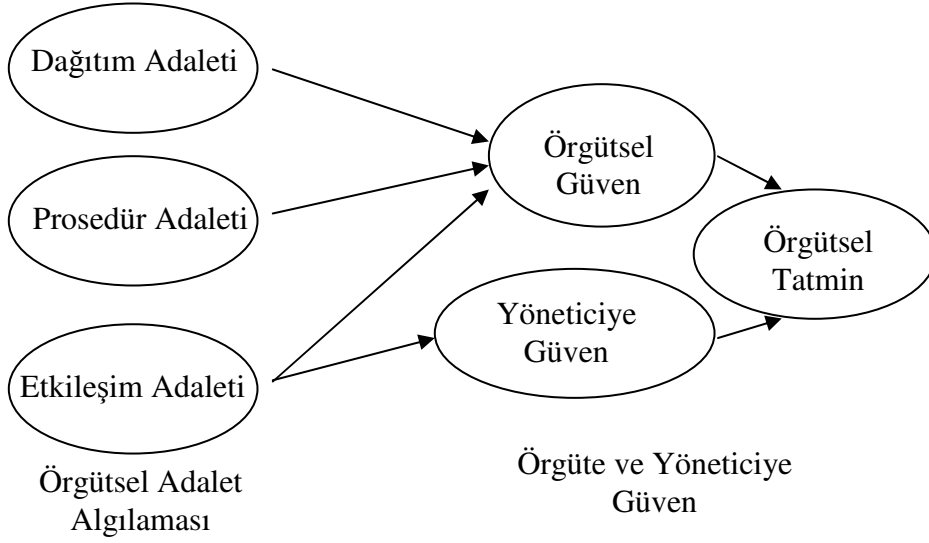 Dağıtım Adaleti
Prosedür Adaleti
Etkileşim Adaleti
Örgütsel Adalet
Algılaması
Örgütsel
Güven
Yöneticiye
Güven
Örgüte ve Yöneticiye
Güven
Örgütsel
Tatmin